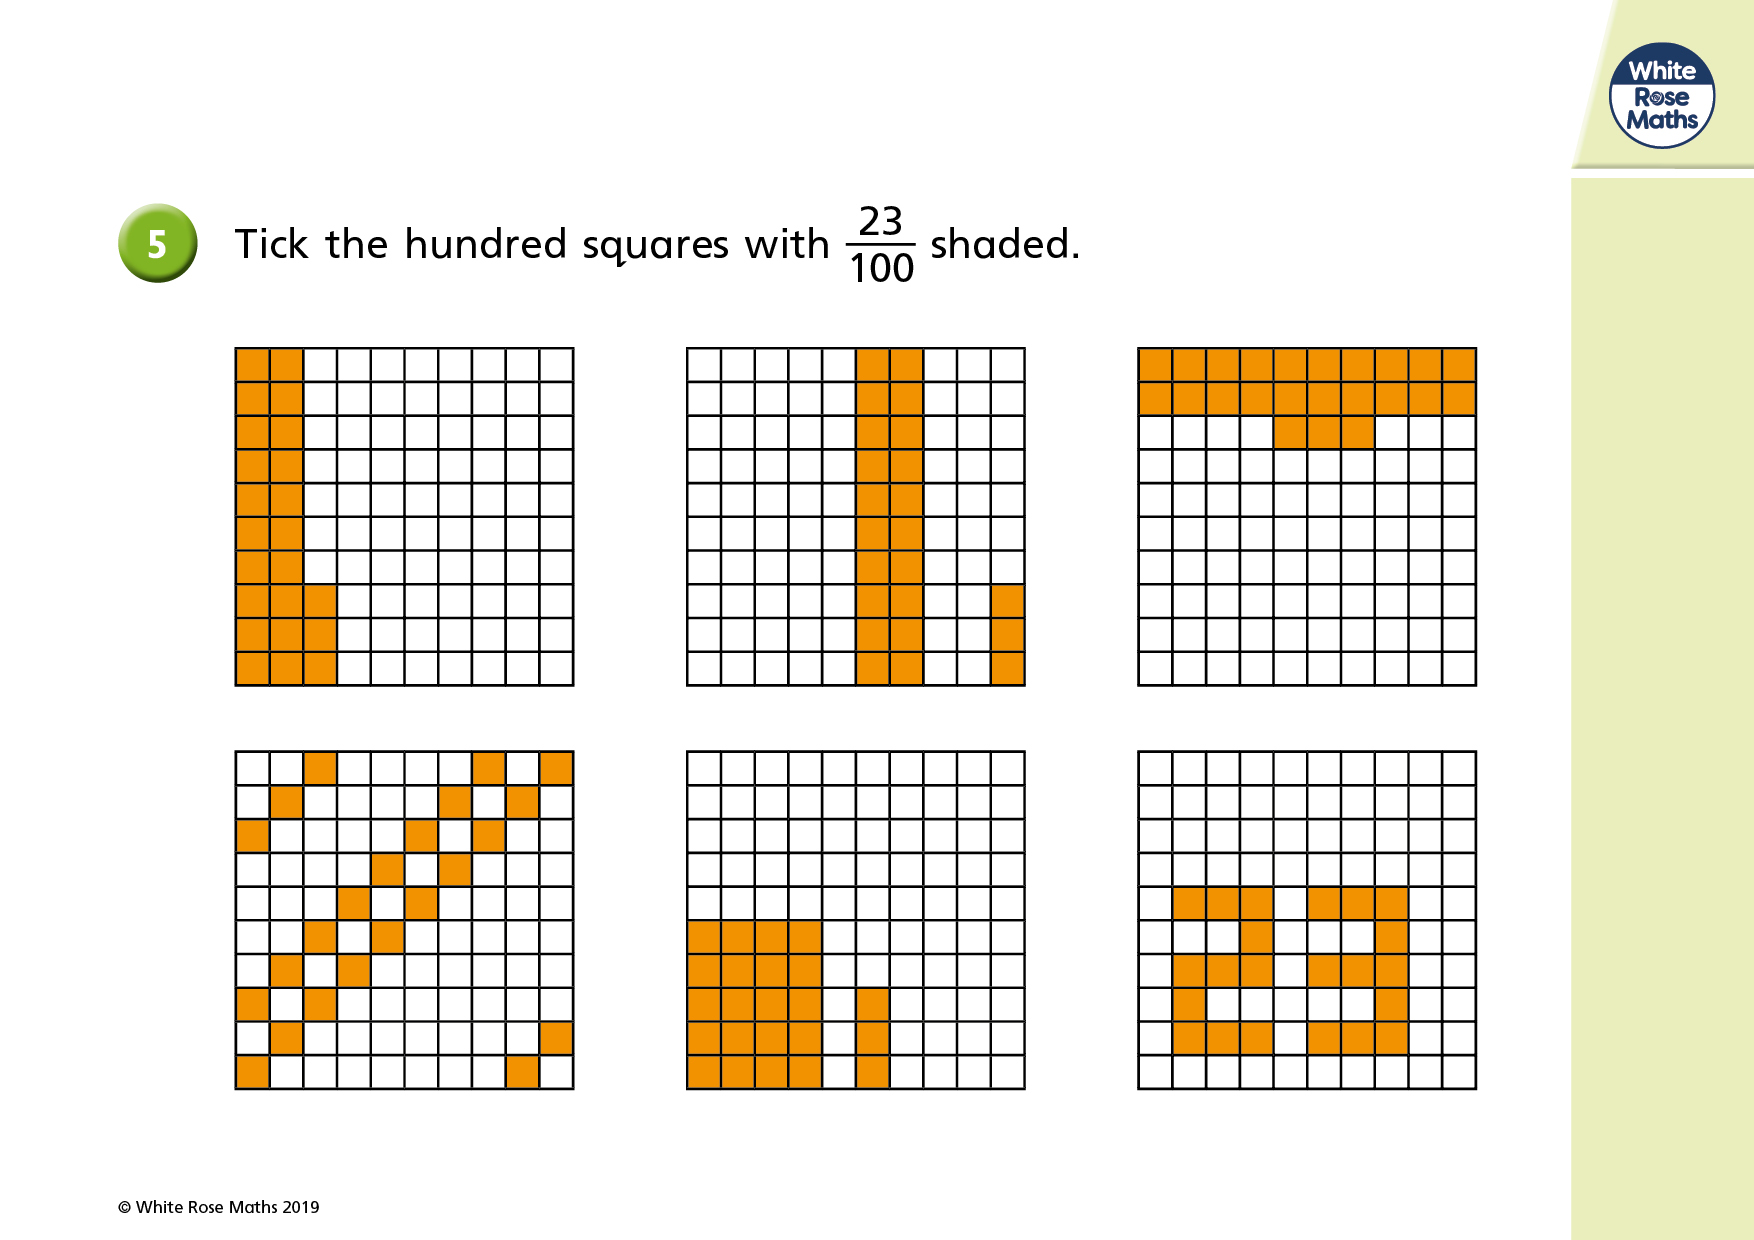 White
Rose
Maths
5 Tick the hundred squares with 23/100 shaded.
© White Rose Maths 2019